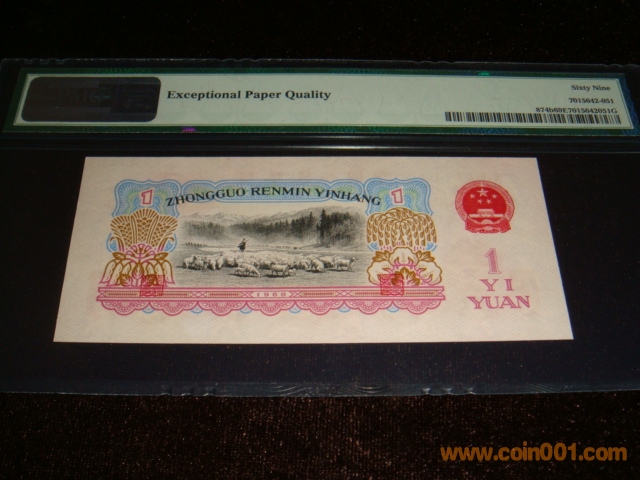 Exceptional Paper Quality
Sixty Nine
7015642-051
874b69E7015642051G
ZHONGGUO RENMIN YINHANG
1
1
1
YI
YUAN
1960
www.coin001.com